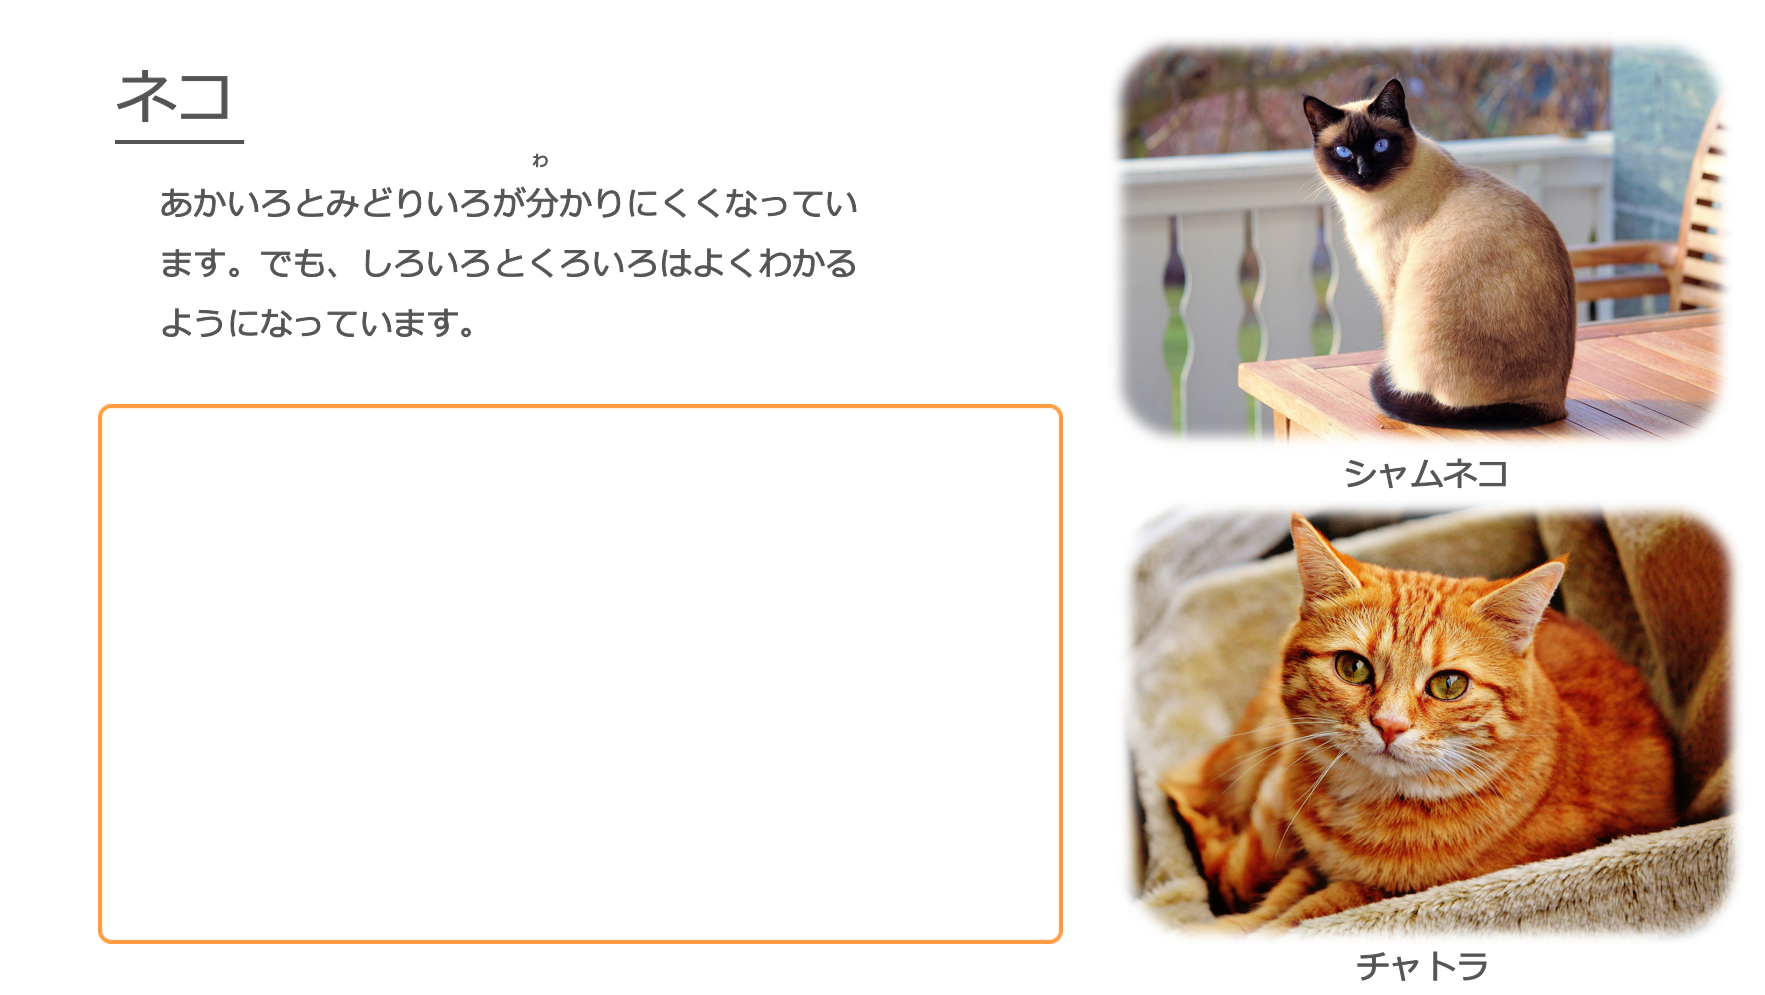 ネコ
わ
あかいろとみどりいろが分かりにくくなってい
ます。でも、しろいろとくろいろはよくわかる
ようになっています。
シャムネコ
チャトラ